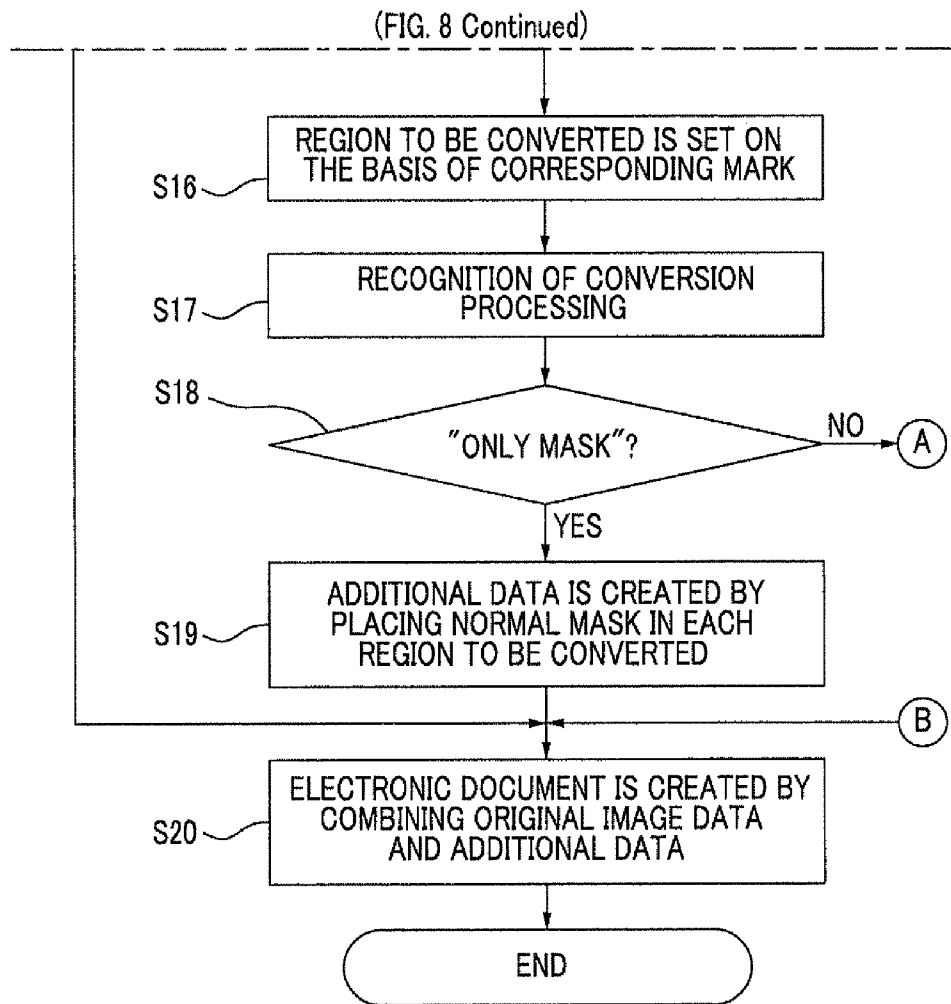 (FIG. 8 Continued)
REGION TO BE CONVERTED IS SET ON
THE BASIS OF CORRESPONDING MARK
S16
RECOGNITION OF CONVERSION
PROCESSING
S17
S18
"ONLY MASK"?
NO
A
YES
ADDITIONAL DATA IS CREATED BY
PLACING NORMAL MASK IN EACH
REGION TO BE CONVERTED
S19
B
ELECTRONIC DOCUMENT IS CREATED BY
COMBINING ORIGINAL IMAGE DATA
AND ADDITIONAL DATA
S20
END